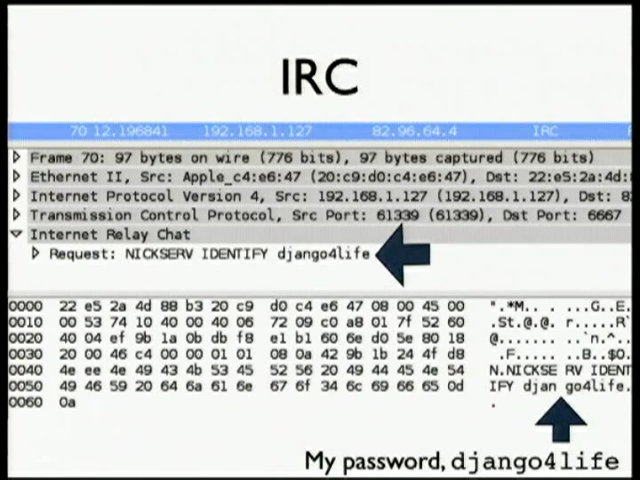 IRC
70 12.196841 192.168.1.127 82.96.64.4 IRC
Frame 70: 97 bytes on wire (776 bits), 97 bytes captured (776 bits)
Ethernet II, Src: Apple_c4:e6:47 (20:c9:d0:c4:e6:47), Dst: 22:e5:2a:4d:
Internet Protocol Version 4, Src: 192.168.1.127 (192.168.1.127), Dst: 8
Transmission Control Protocol, Src Port: 61339 (61339), Dst Port: 6667
Internet Relay Chat
Request: NICKSERV IDENTIFY django4life
0000 22 e5 2a 4d 88 b3 20 c9 d0 c4 e6 47 08 00 45 00 ".*M.. ...G..E.
0010 00 53 74 10 40 00 40 06 72 09 c0 a8 01 7f 52 60 .St.@.@. r.....R`
0020 40 04 ef 9b 1a 0b db f8 e1 b1 60 6e d0 5e 80 18 @....... ..`n.^..
0030 20 00 46 c4 00 00 01 01 08 0a 42 9b 1b 24 4f d8 .F..... ..B..$O.
0040 4e ee 4e 49 43 4b 53 45 52 56 20 49 44 45 4e 54 N.NICKSE RV IDENT
0050 49 46 59 20 64 6a 61 6e 67 6f 34 6c 69 66 65 0d IFY djan go4life.
0060 0a .
My password, django4life